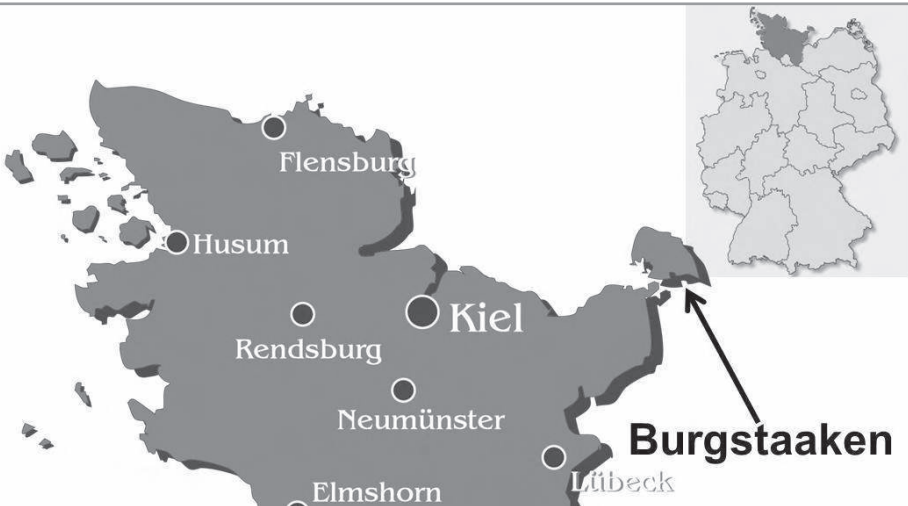 Flensburg
Husum
Kiel
Rendsburg
Neumünster
Burgstaaken
Lübeck
Elmshorn